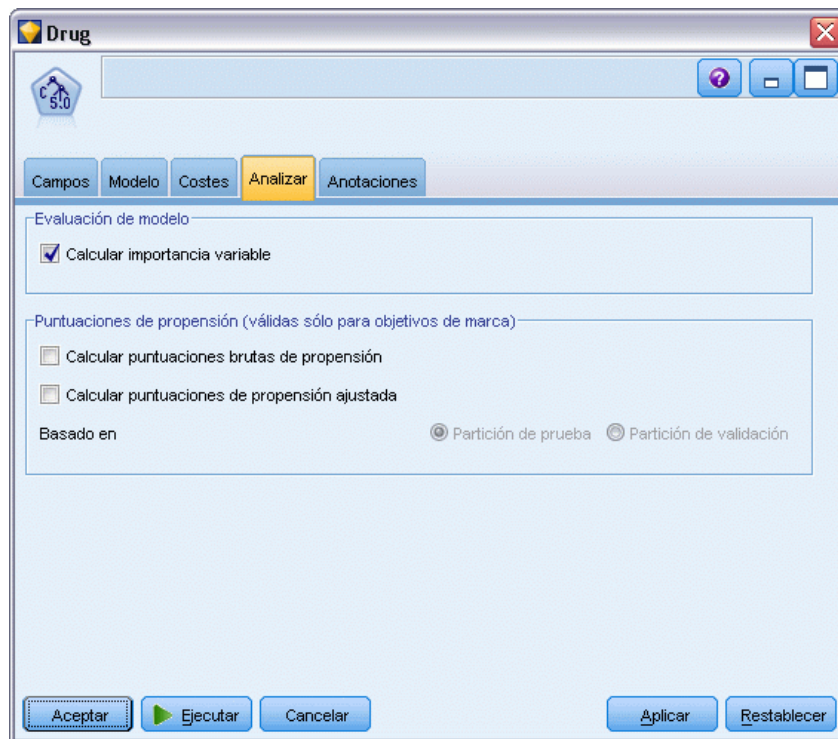 Drug
C 5.0
Campos Modelo Costes Analizar Anotaciones
Evaluación de modelo
Calcular importancia variable
Puntuaciones de propensión (válidas sólo para objetivos de marca)
Calcular puntuaciones brutas de propensión
Calcular puntuaciones de propensión ajustada
Basado en Partición de prueba Partición de validación
Aceptar Ejecutar Cancelar Aplicar Restablecer